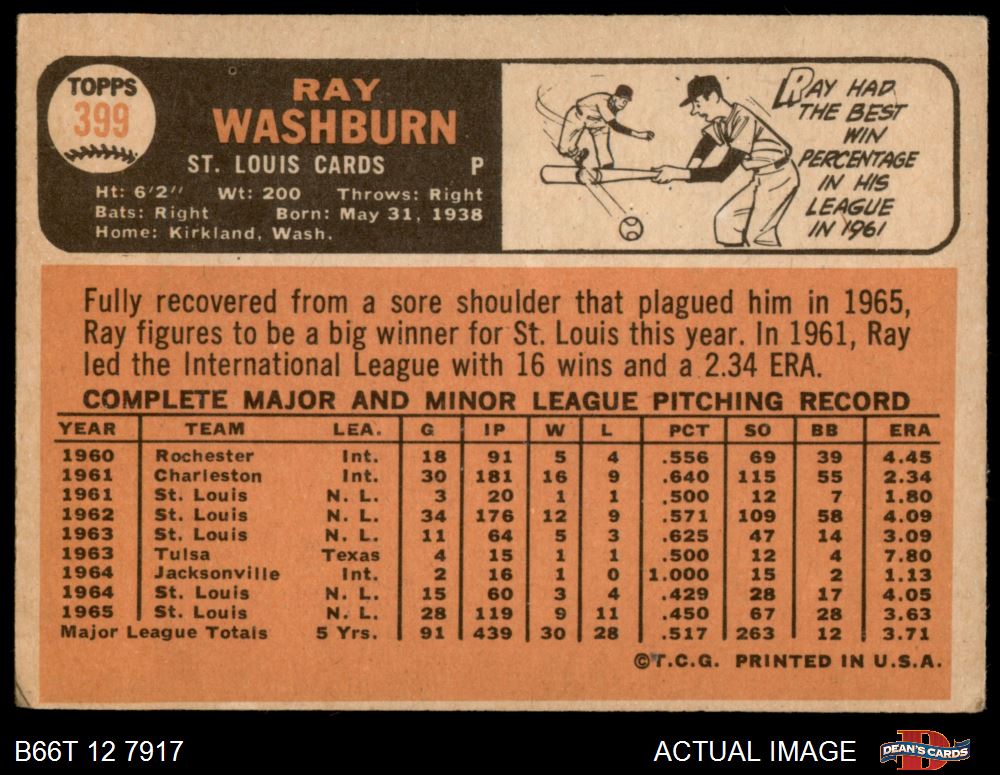 TOPPS
399
RAY
WASHBURN
ST. LOUIS CARDS P
Ht: 6'2" Wt: 200 Throws: Right
Bats: Right Born: May 31, 1938
Home: Kirkland, Wash.
RAY HAD
THE BEST
WIN
PERCENTAGE
IN HIS
LEAGUE
IN 1961
Fully recovered from a sore shoulder that plagued him in 1965,
Ray figures to be a big winner for St. Louis this year. In 1961, Ray
led the International League with 16 wins and a 2.34 ERA.
COMPLETE MAJOR AND MINOR LEAGUE PITCHING RECORD
YEAR TEAM LEA. G IP W L PCT SO BB ERA
1960 Rochester Int. 18 91 5 4 .556 69 39 4.45
1961 Charleston Int. 30 181 16 9 .640 115 55 2.34
1961 St. Louis N. L. 3 20 1 1 .500 12 7 1.80
1962 St. Louis N. L. 34 176 12 9 .571 109 58 4.09
1963 St. Louis N. L. 11 64 5 3 .625 47 14 3.09
1963 Tulsa Texas 4 15 1 1 .500 12 4 7.80
1964 Jacksonville Int. 2 16 1 0 1.000 15 2 1.13
1964 St. Louis N. L. 15 60 3 4 .429 28 17 4.05
1965 St. Louis N. L. 28 119 9 11 .450 67 28 3.63
Major League Totals 5 Yrs. 91 439 30 28 .517 263 12 3.71
©T.C.G. PRINTED IN U.S.A.
B66T 12 7917 ACTUAL IMAGE DEAN'S CARDS